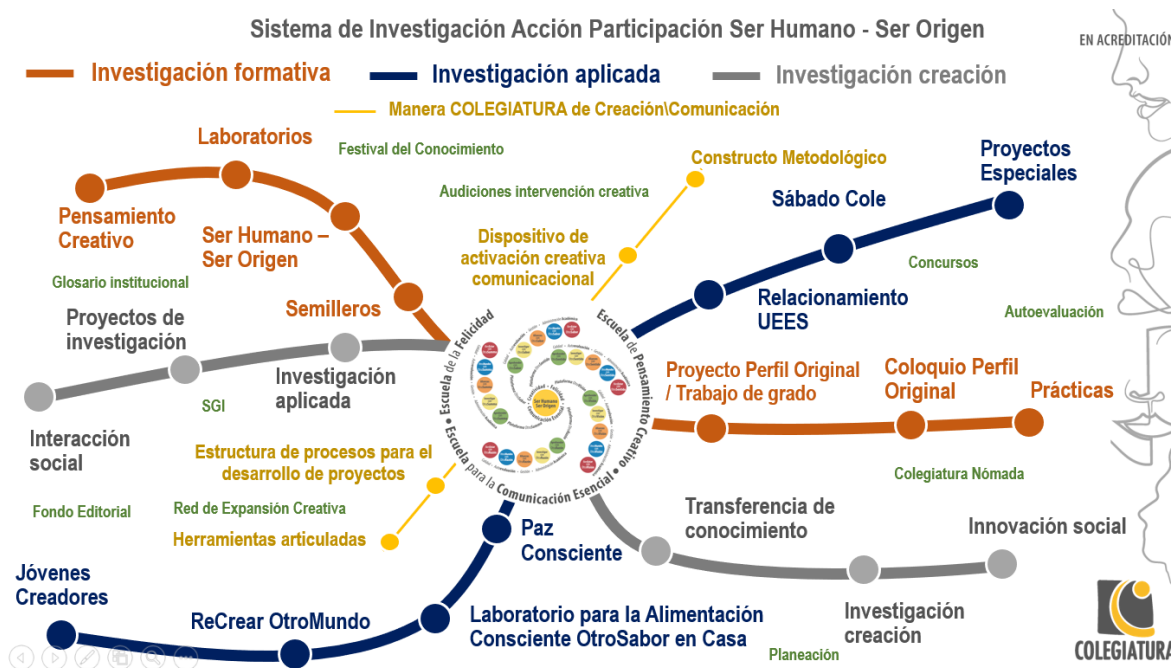 Sistema de Investigación Acción Participación Ser Humano - Ser Origen
EN ACREDITACIÓN
Investigación formativa
Investigación aplicada
Investigación creación
Manera COLEGIATURA de Creación\Comunicación
Laboratorios
Festival del Conocimiento
Constructo Metodológico
Proyectos
Especiales
Audiciones intervención creativa
Sábado Cole
Pensamiento
Creativo
Ser Humano –
Ser Origen
Dispositivo de
activación creativa
comunicacional
Concursos
Glosario institucional
Semilleros
Relacionamiento
UEES
Autoevaluación
Proyectos de
investigación
Escuela de la Felicidad
Escuela de Pensamiento Creativo
Escuela para la Comunicación Esencial
Ser Humano
Ser Origen
Investigación
aplicada
Proyecto Perfil Original
/ Trabajo de grado
Coloquio Perfil
Original
Prácticas
SGI
Interacción
social
Estructura de procesos para el
desarrollo de proyectos
Colegiatura Nómada
Fondo Editorial
Red de Expansión Creativa
Herramientas articuladas
Paz
Consciente
Transferencia de
conocimiento
Innovación social
Jóvenes
Creadores
ReCrear OtroMundo
Laboratorio para la Alimentación
Consciente OtroSabor en Casa
Investigación
creación
Planeación
COLEGIATURA